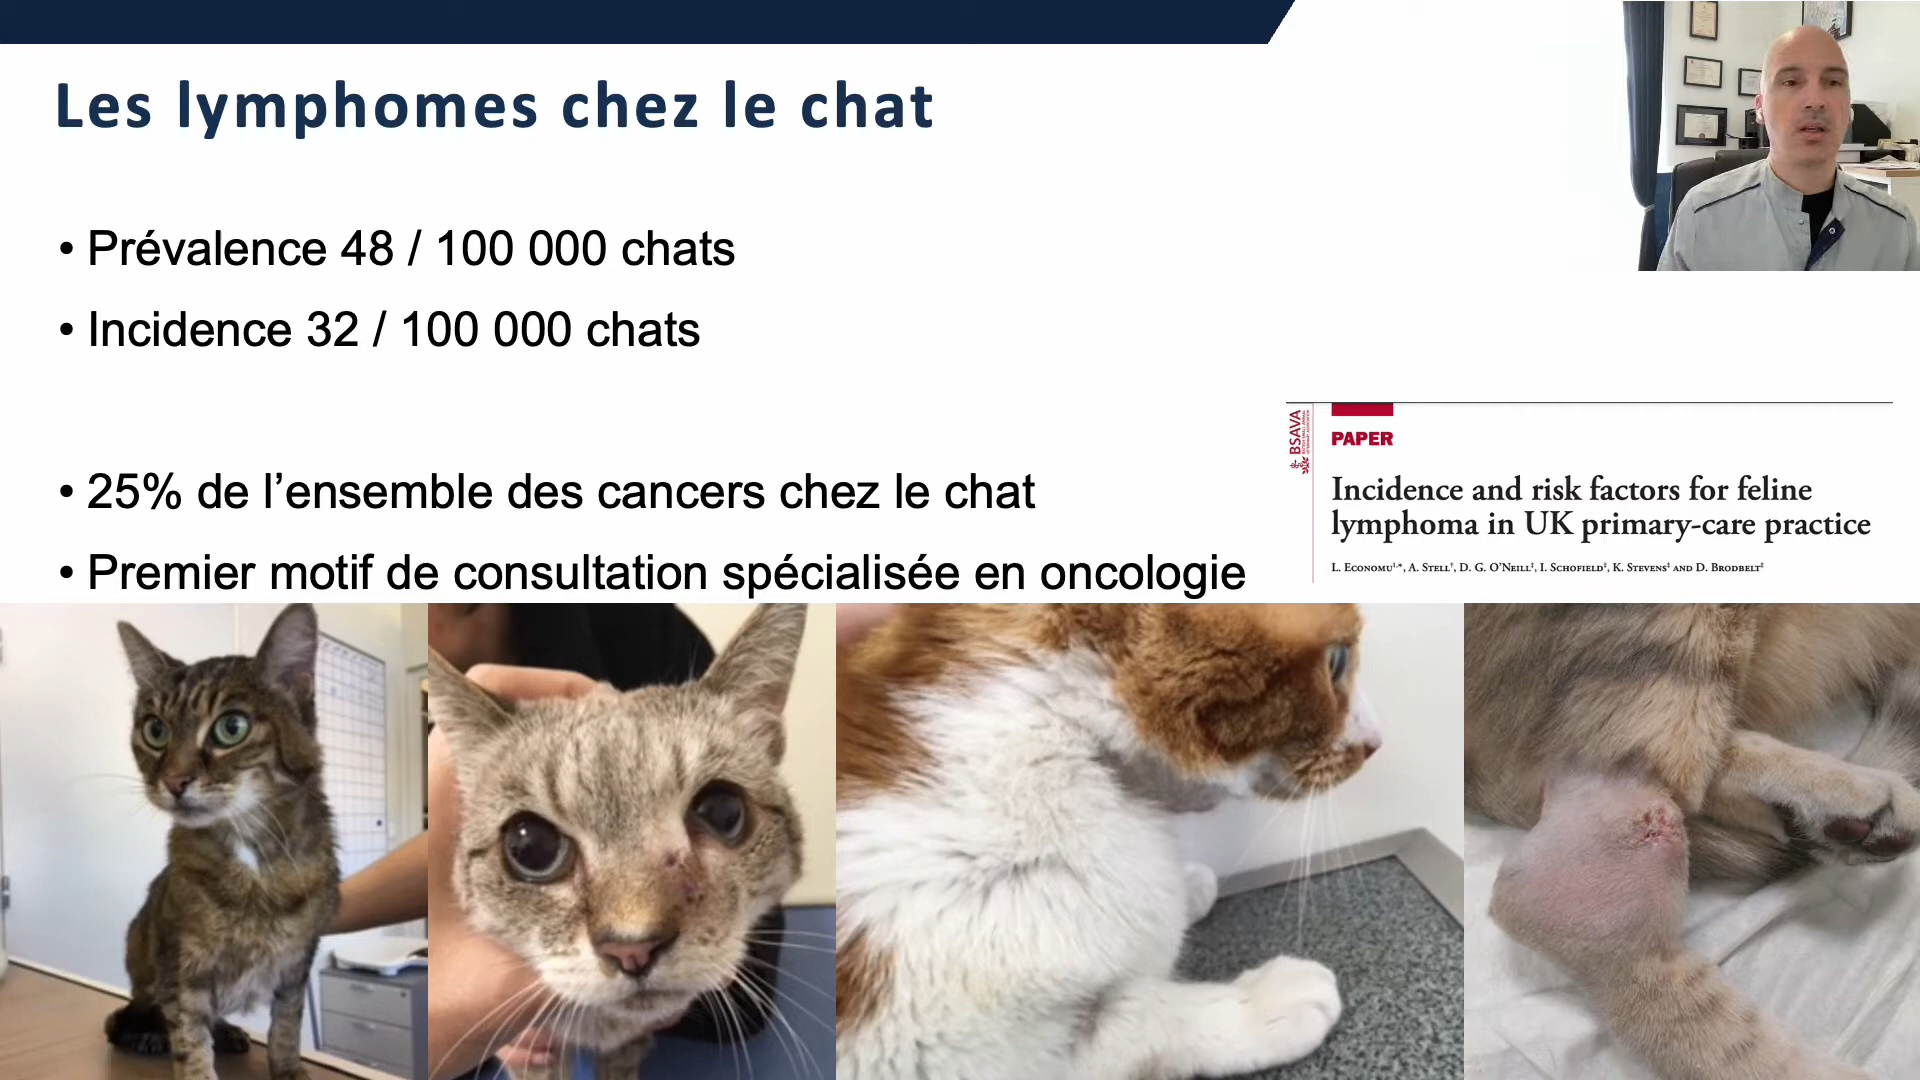 Les lymphomes chez le chat
• Prévalence 48 / 100 000 chats
• Incidence 32 / 100 000 chats
• 25% de l’ensemble des cancers chez le chat
• Premier motif de consultation spécialisée en oncologie
BSAVA
PAPER
Incidence and risk factors for feline
lymphoma in UK primary-care practice
L. Economu¹,*, A. Stell†, D. G. O’Neill‡, I. Schofield‡, K. Stevens‡ and D. Brodbelt‡